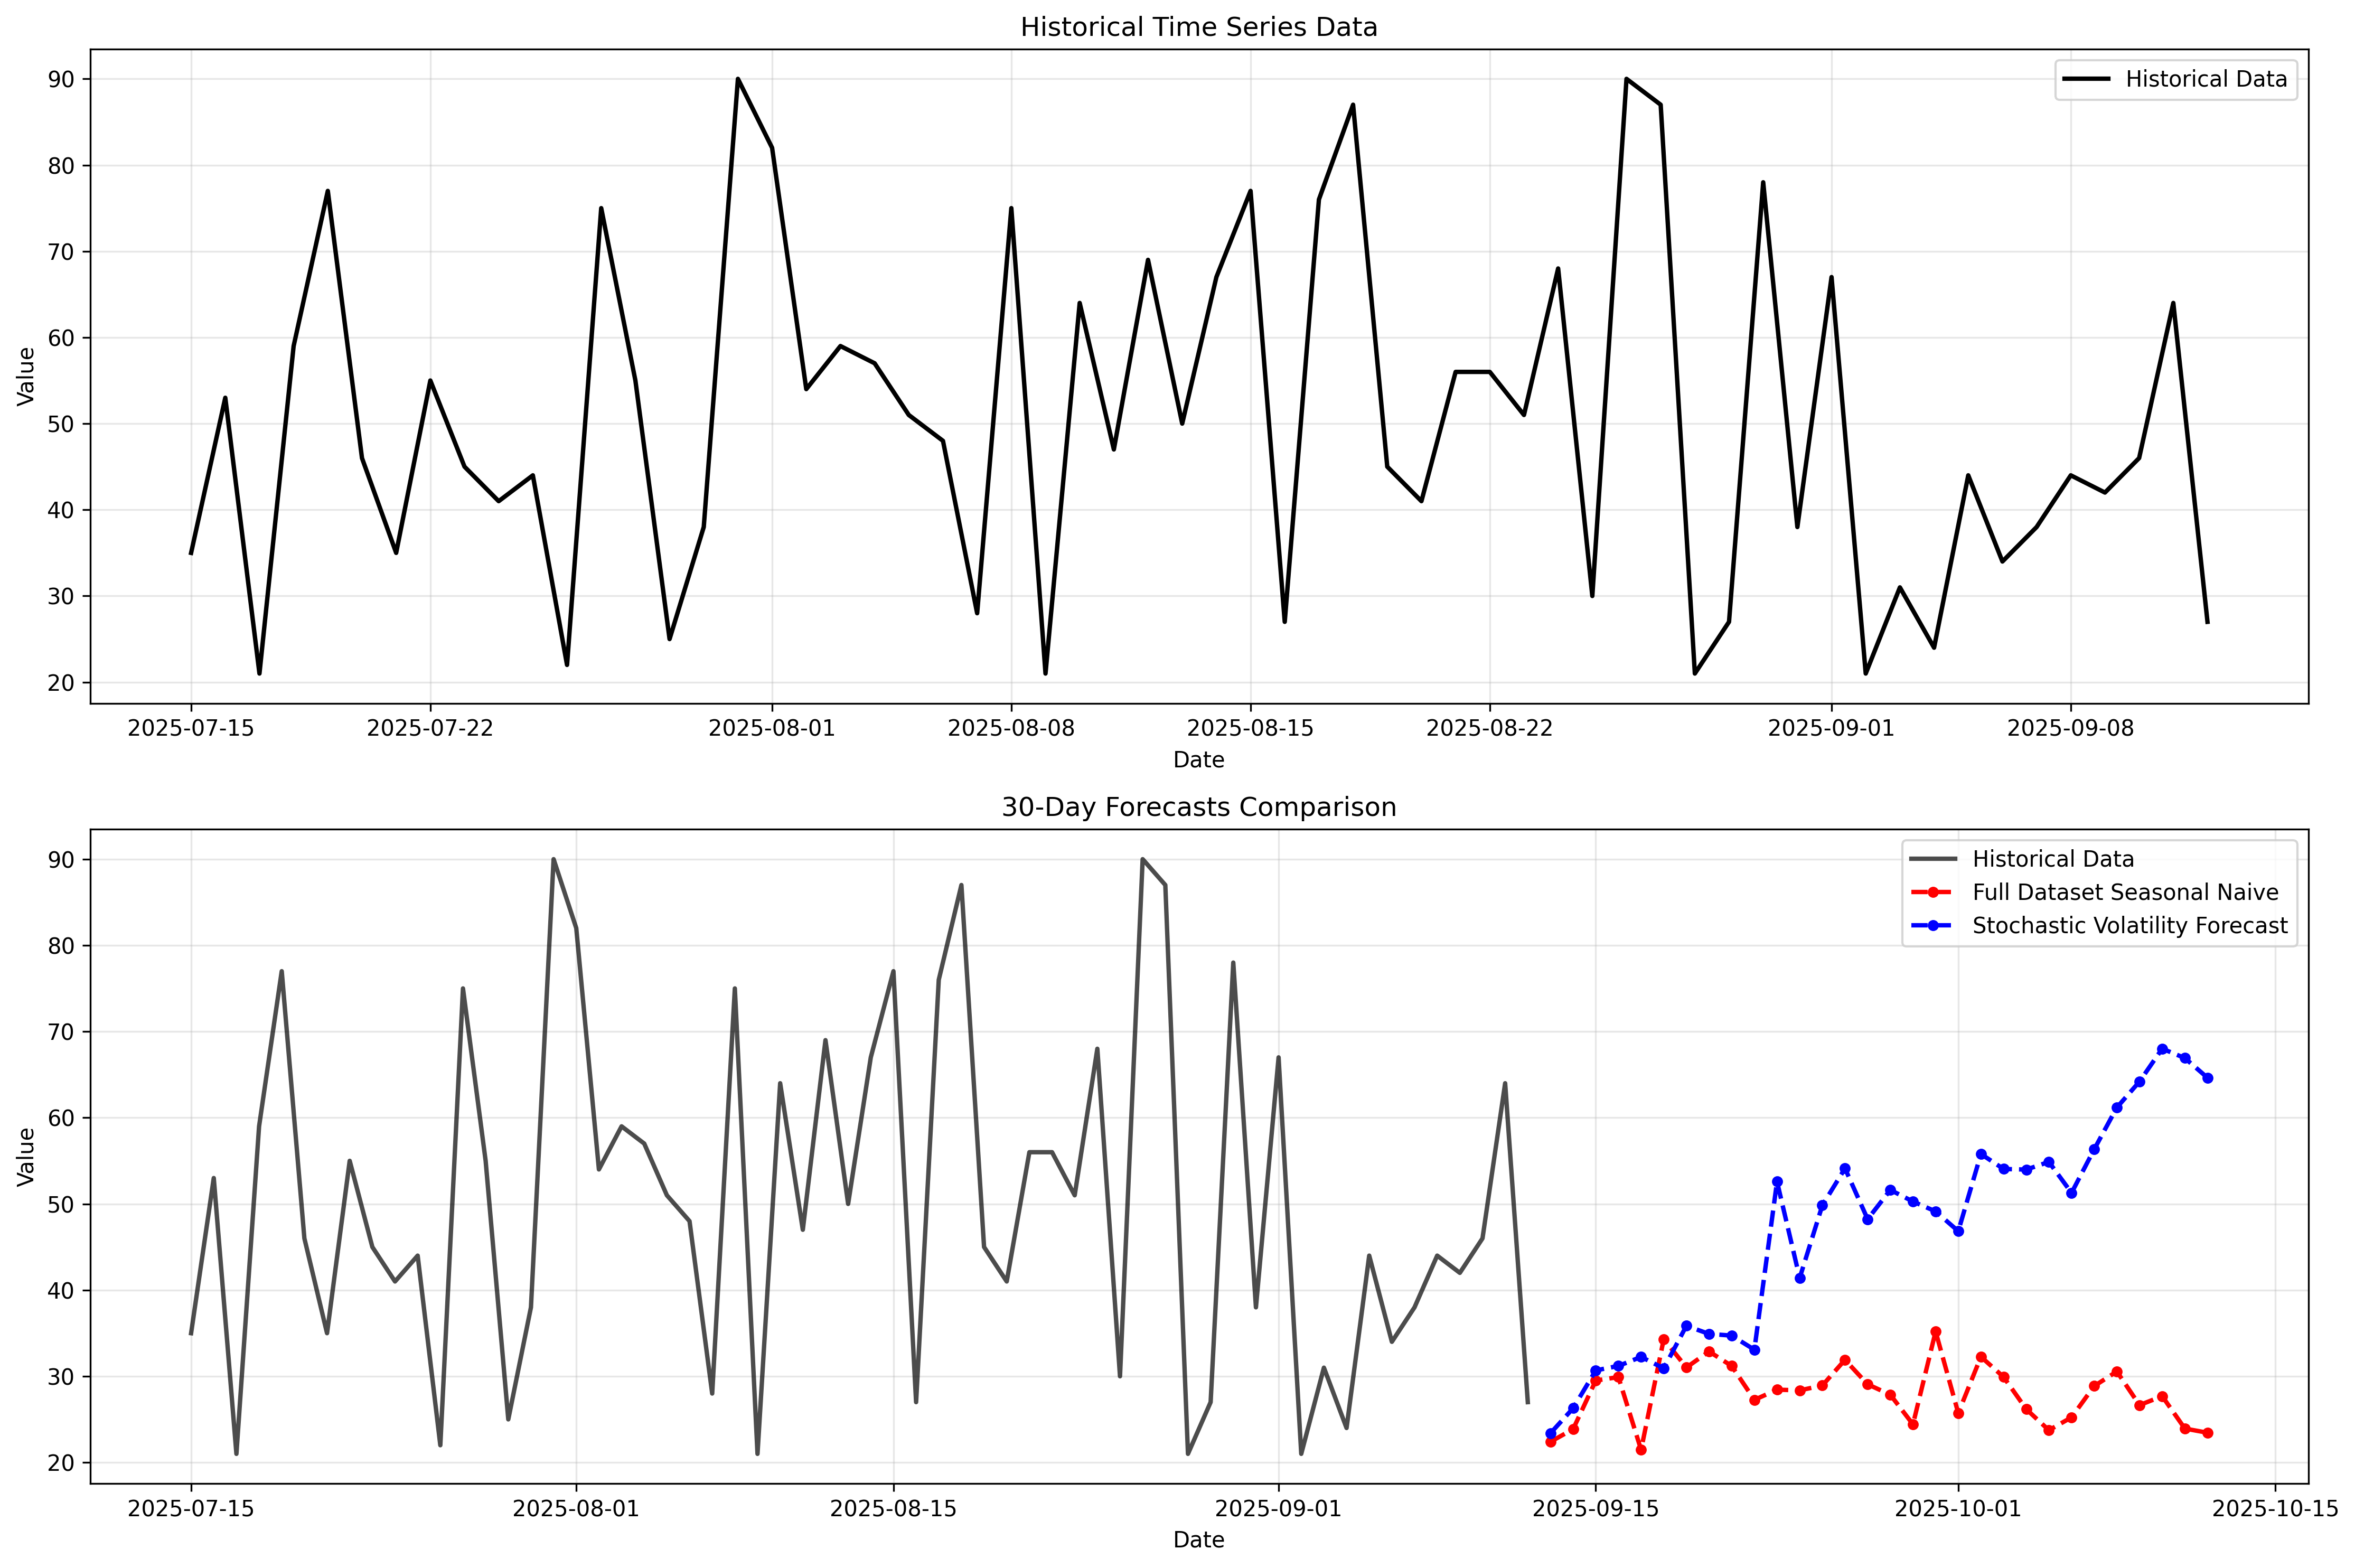 Historical Time Series Data
Historical Data
90
80
70
60
50
40
30
20
Value
2025-07-15 2025-07-22 2025-08-01 2025-08-08 2025-08-15 2025-08-22 2025-09-01 2025-09-08
Date
30-Day Forecasts Comparison
Historical Data
Full Dataset Seasonal Naive
Stochastic Volatility Forecast
90
80
70
60
50
40
30
20
Value
2025-07-15 2025-08-01 2025-08-15 2025-09-01 2025-09-15 2025-10-01 2025-10-15
Date